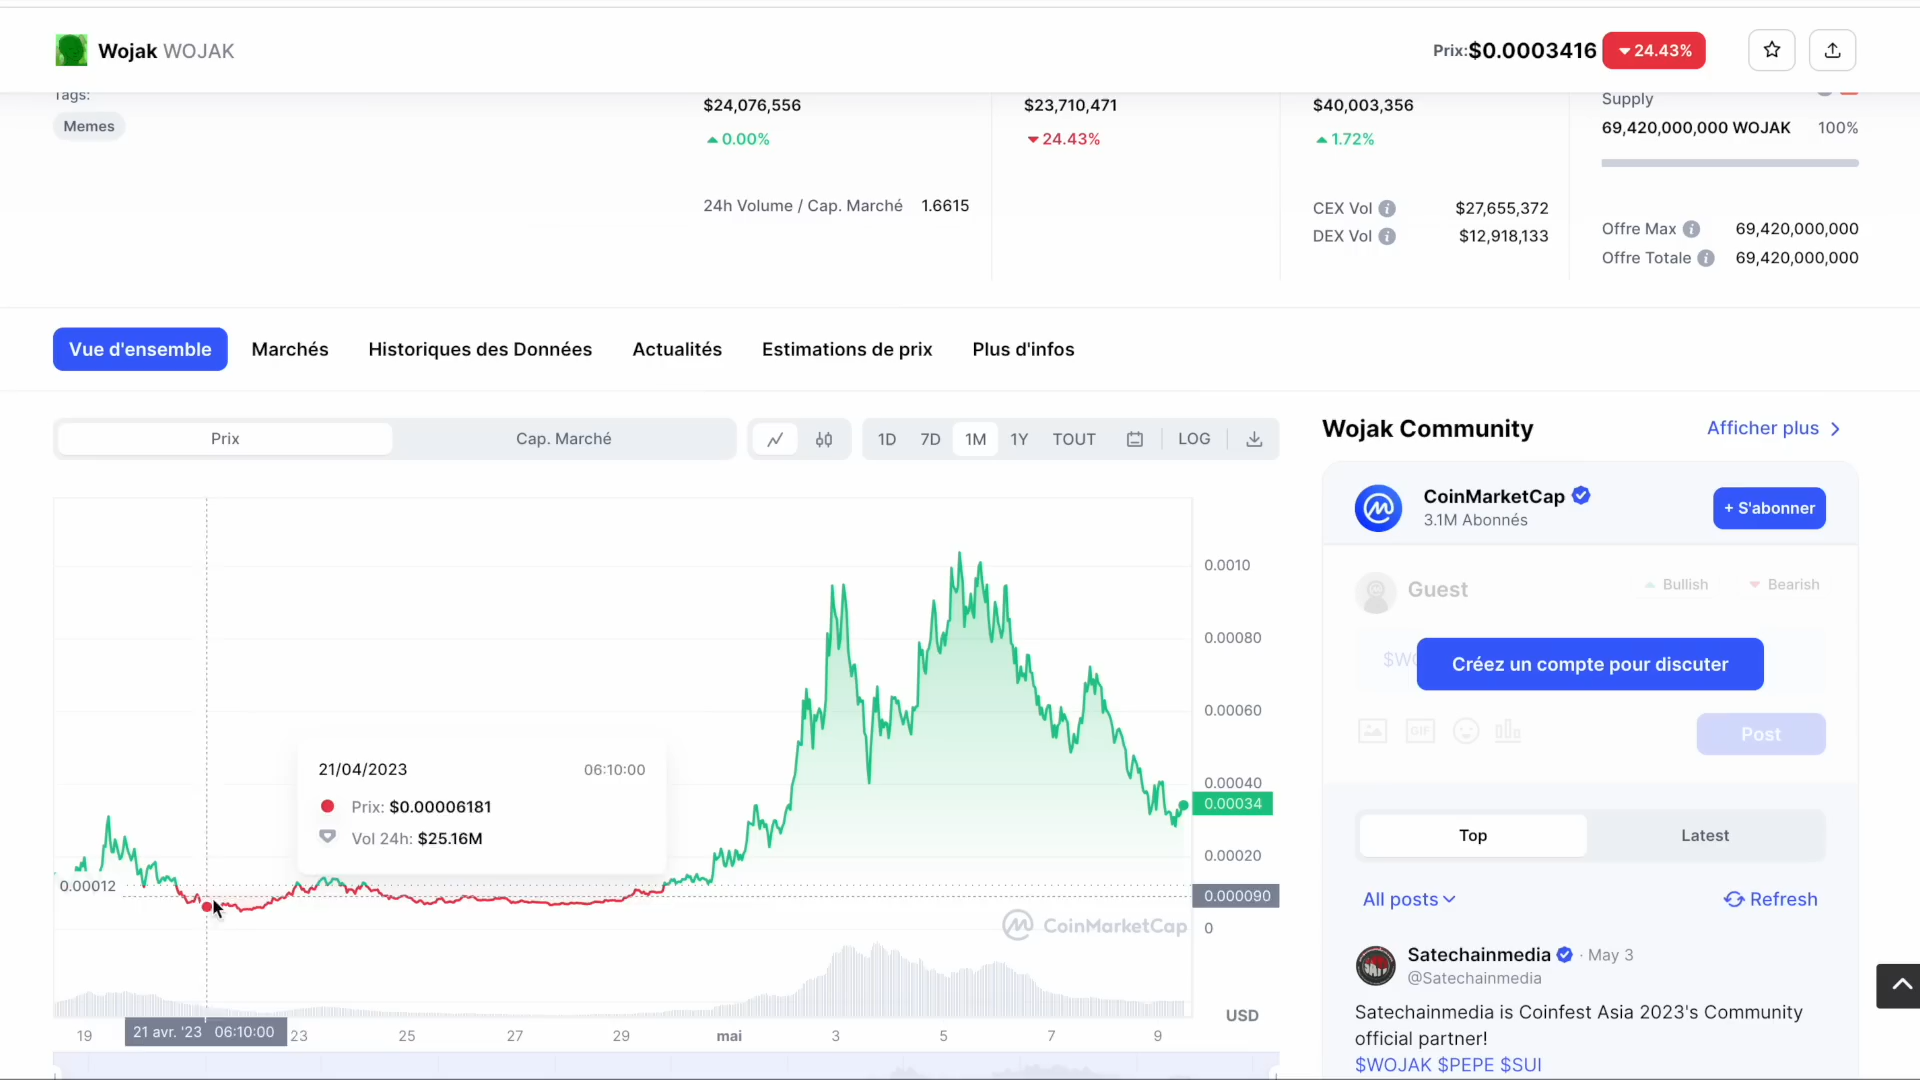 Wojak WOJAK
Prix:$0.0003416
24.43%
Tags:
Memes
$24,076,556
0.00%
24h Volume / Cap. Marché 1.6615
$23,710,471
24.43%
$40,003,356
1.72%
CEX Vol $27,655,372
DEX Vol $12,918,133
Supply
69,420,000,000 WOJAK 100%
Offre Max 69,420,000,000
Offre Totale 69,420,000,000
Vue d'ensemble Marchés Historiques des Données Actualités Estimations de prix Plus d'infos
Prix Cap. Marché 1D 7D 1M 1Y TOUT LOG
0.0010
0.00080
0.00060
0.00040
0.00034
0.00020
0.000090
0
0.00012
21/04/2023 06:10:00
Prix: $0.00006181
Vol 24h: $25.16M
CoinMarketCap
USD
19 21 avr. '23 06:10:00 23 25 27 29 mai 3 5 7 9
Wojak Community Afficher plus
CoinMarketCap
3.1M Abonnés
+ S'abonner
Guest
Bullish Bearish
$WO
Créez un compte pour discuter
GIF
Post
Top Latest
All posts Refresh
Satechainmedia · May 3
@Satechainmedia
Satechainmedia is Coinfest Asia 2023's Community
official partner!
$WOJAK $PEPE $SUI